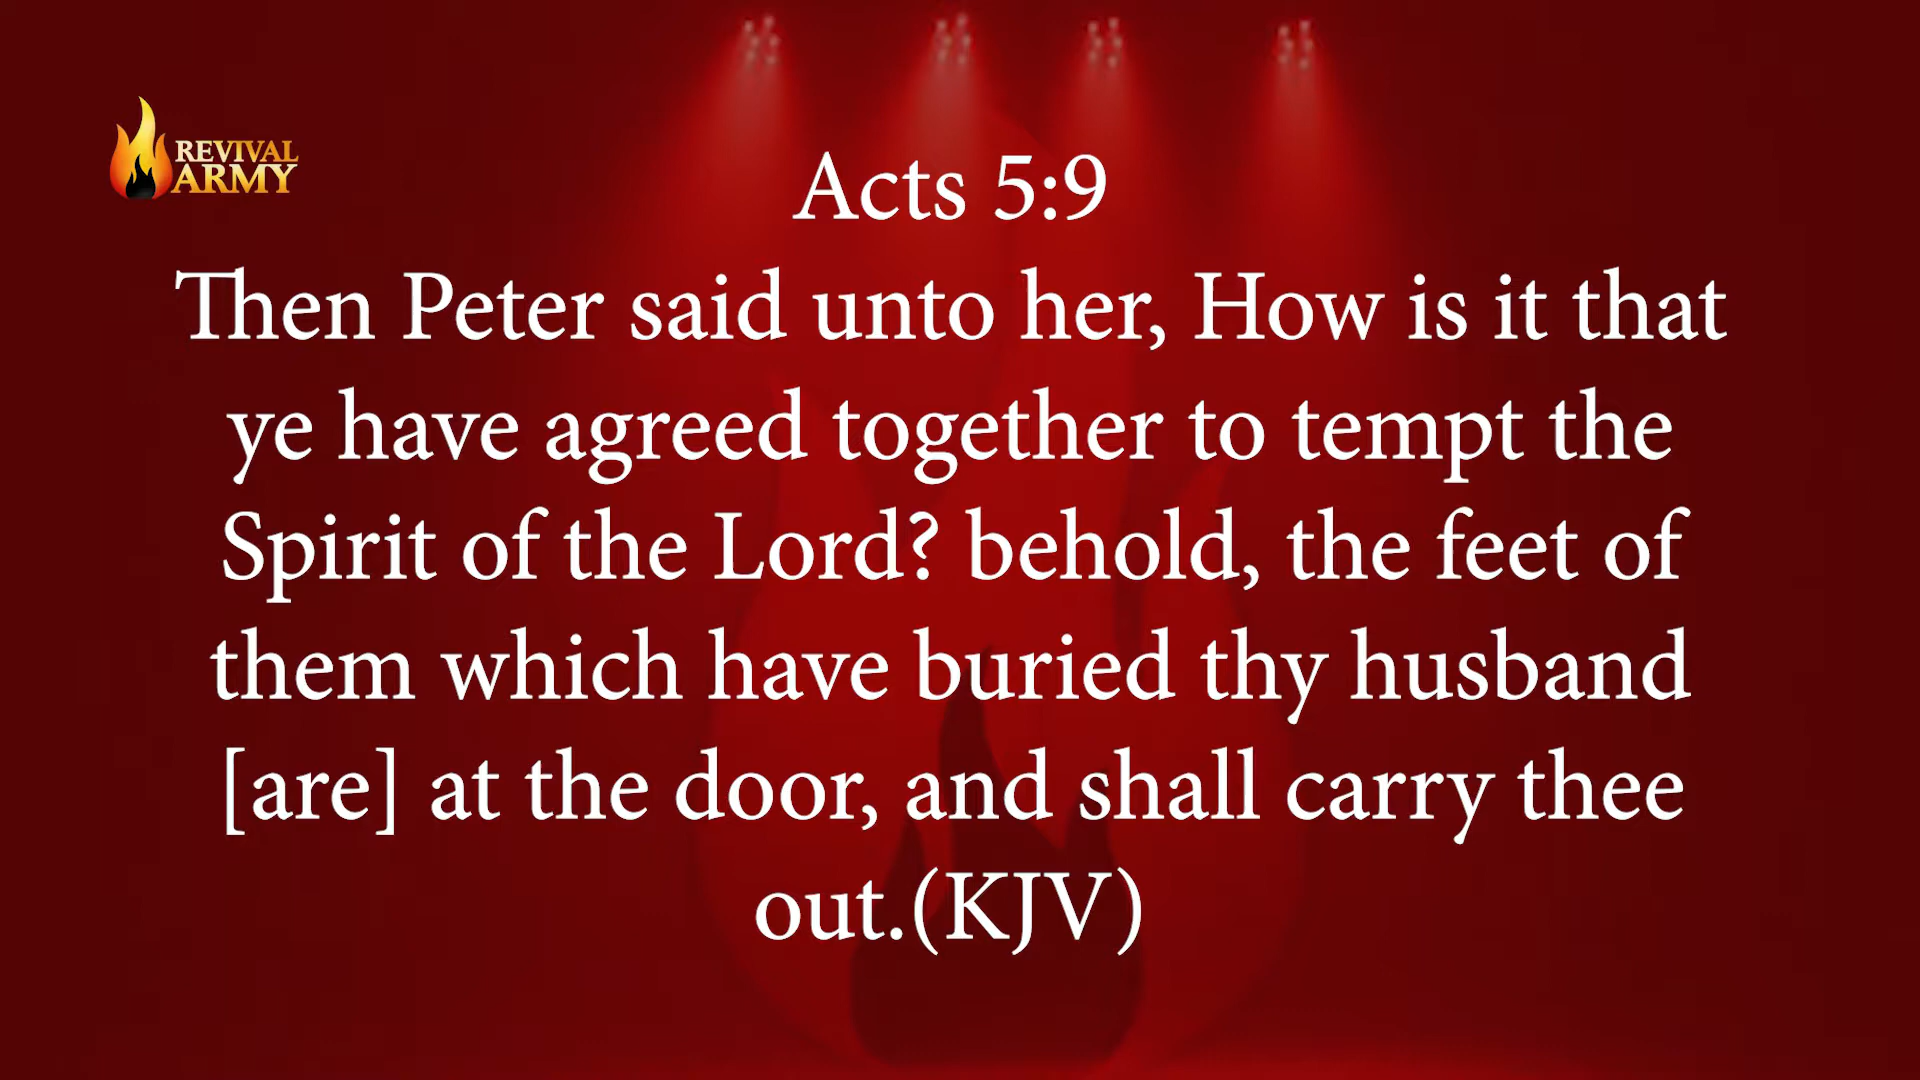 REVIVAL
ARMY
Acts 5:9
Then Peter said unto her, How is it that
ye have agreed together to tempt the
Spirit of the Lord? behold, the feet of
them which have buried thy husband
[are] at the door, and shall carry thee
out.(KJV)